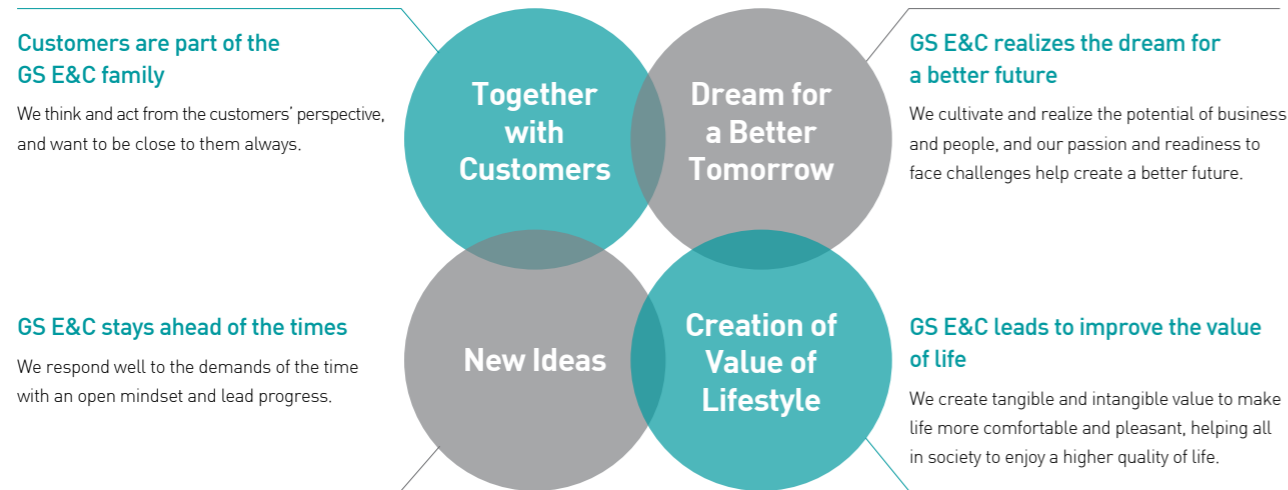 Customers are part of the
GS E&C family
We think and act from the customers' perspective,
and want to be close to them always.
Together
with
Customers
Dream for
a Better
Tomorrow
GS E&C realizes the dream for
a better future
We cultivate and realize the potential of business
and people, and our passion and readiness to
face challenges help create a better future.
GS E&C stays ahead of the times
We respond well to the demands of the time
with an open mindset and lead progress.
New Ideas
Creation of
Value of
Lifestyle
GS E&C leads to improve the value
of life
We create tangible and intangible value to make
life more comfortable and pleasant, helping all
in society to enjoy a higher quality of life.